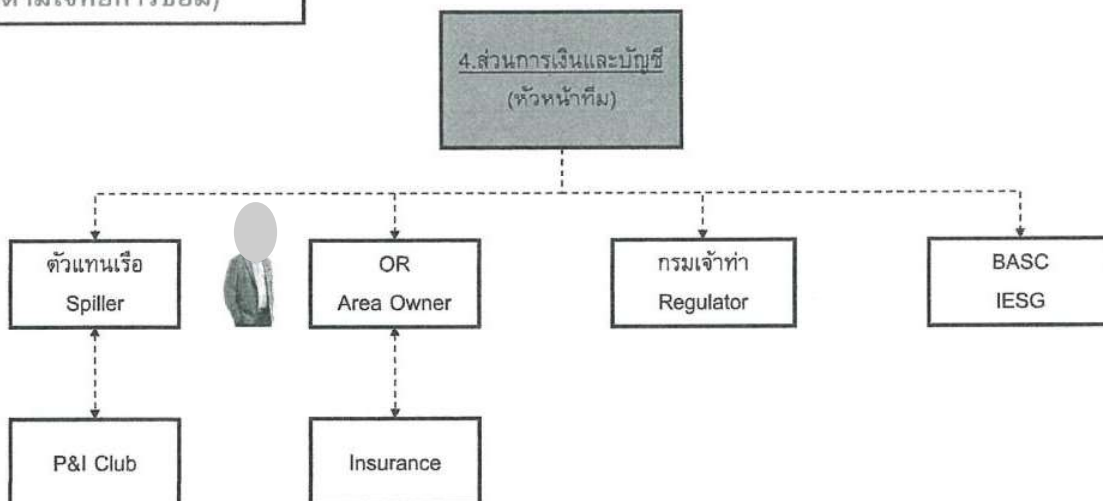 4.ส่วนการเงินและบัญชี
(หัวหน้าทีม)
ตัวแทนเรือ
Spiller
OR
Area Owner
กรมเจ้าท่า
Regulator
BASC
IESG
P&I Club
Insurance